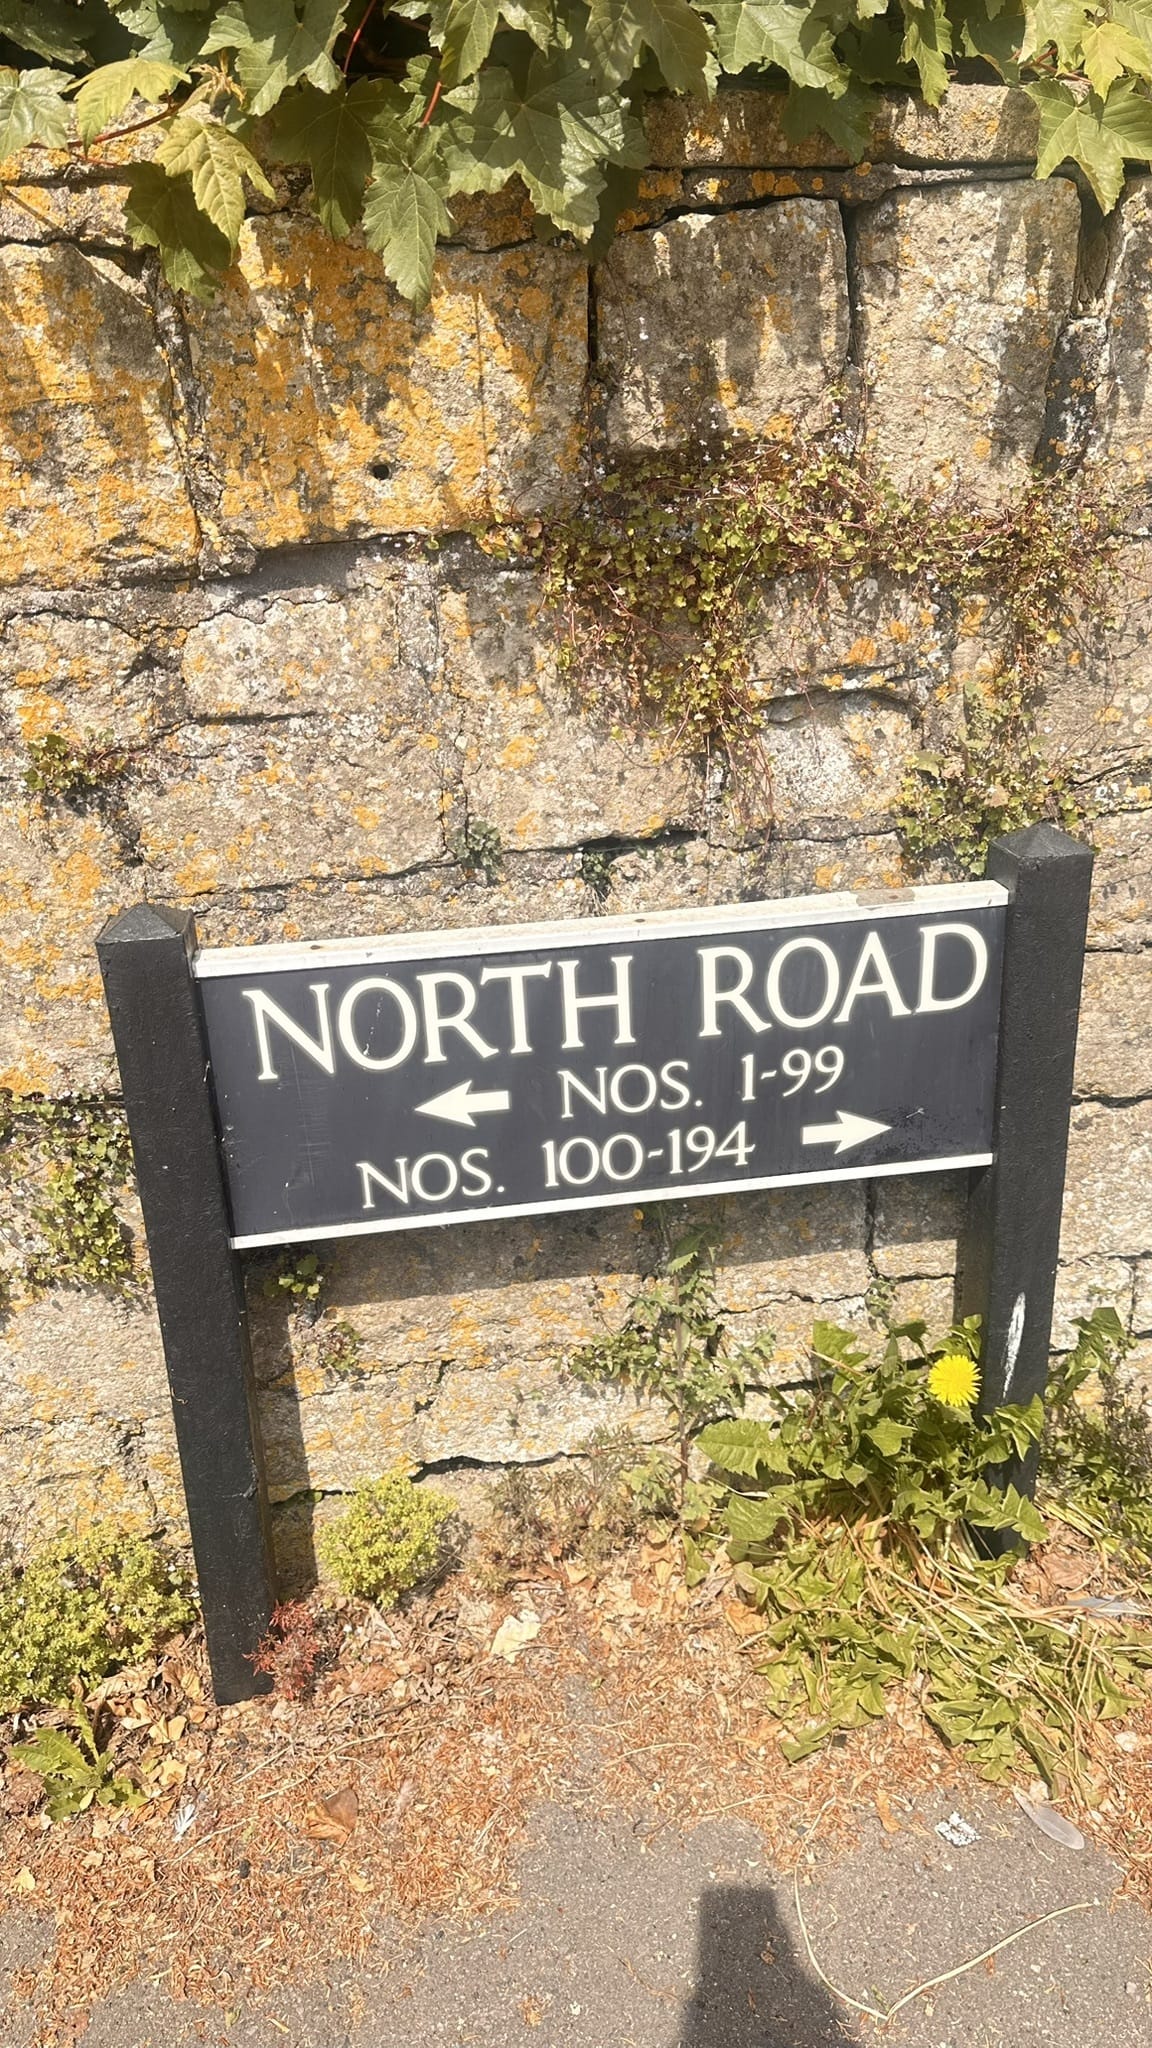 NORTH ROAD
← NOS. 1-99
NOS. 100-194 →